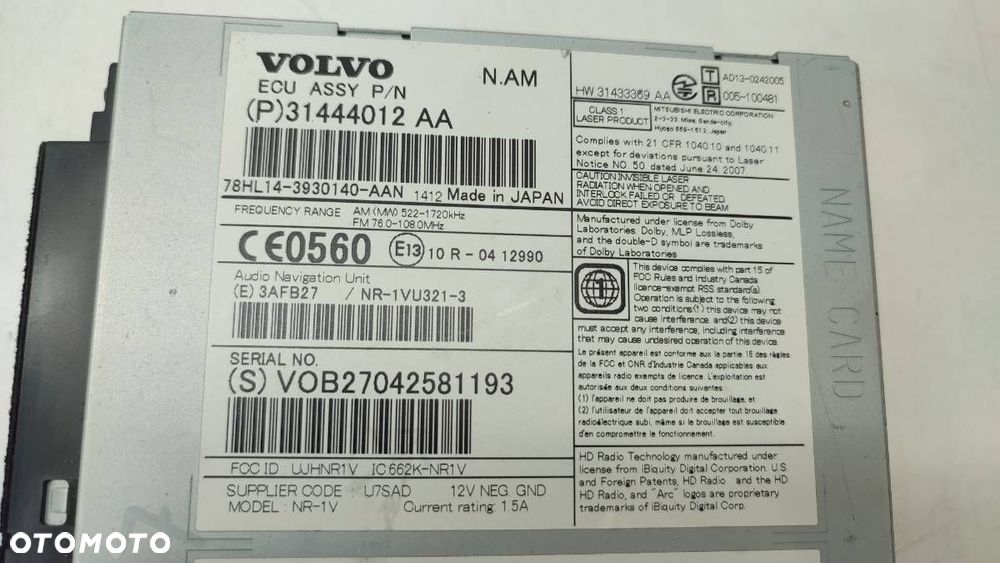 VOLVO
N.AM
ECU ASSY P/N
(P)31444012 AA
78HL14-3930140-AAN 1412 Made in JAPAN
FREQUENCY RANGE AM (MW) 522-1720kHz
FM 76.0-108.0MHz
CE0560 E13 10 R - 04 12990
Audio Navigation Unit
(E) 3AFB27 / NR-1VU321-3
SERIAL NO.
(S) VOB27042581193
FCC ID : UJHNR1V IC 662K-NR1V
SUPPLIER CODE : U7SAD 12V NEG GND
MODEL : NR-1V Current rating: 15A
HW 31433369 AA
T AD13-0242005
R 005-100481
CLASS 1
LASER PRODUCT
MITSUBISHI ELECTRIC CORPORATION
2-3-33, Miwa, Sanda-city,
Hyogo 669-1513, Japan
Complies with 21 CFR 1040.10 and 1040.11
except for deviations pursuant to Laser
Notice NO. 50, dated June 24, 2007
CAUTION INVISIBLE LASER
RADIATION WHEN OPENED AND
INTERLOCK FAILED OR DEFEATED.
AVOID DIRECT EXPOSURE TO BEAM
Manufactured under license from Dolby
Laboratories. Dolby, MLP Lossless,
and the double-D symbol are trademarks
of Dolby Laboratories
1
This device complies with part 15 of
FCC Rules and Industry Canada
licence-exempt RSS standard(s).
Operation is subject to the following
two conditions:(1) this device may not
cause interference, and(2) this device
must accept any interference, including interference
that may cause undesired operation of this device.
Le présent appareil est conforme aux la partie 15 des règles
de la FCC et CNR d'Industrie Canada applicables aux
appareils radio exempts de licence. L'exploitation est
autorisée aux deux conditions suivantes :
(1) l'appareil ne doit pas produire de brouillage, et
(2) l'utilisateur de l'appareil doit accepter tout brouillage
radioélectrique subi, même si le brouillage est susceptible
d'en compromettre le fonctionnement.
HD Radio Technology manufactured under
license from iBiquity Digital Corporation. U.S.
and Foreign Patents, HD Radio and the HD
HD Radio, and "Arc" logos are proprietary
trademarks of iBiquity Digital Corp.
NAME CARD
OTOMOTO